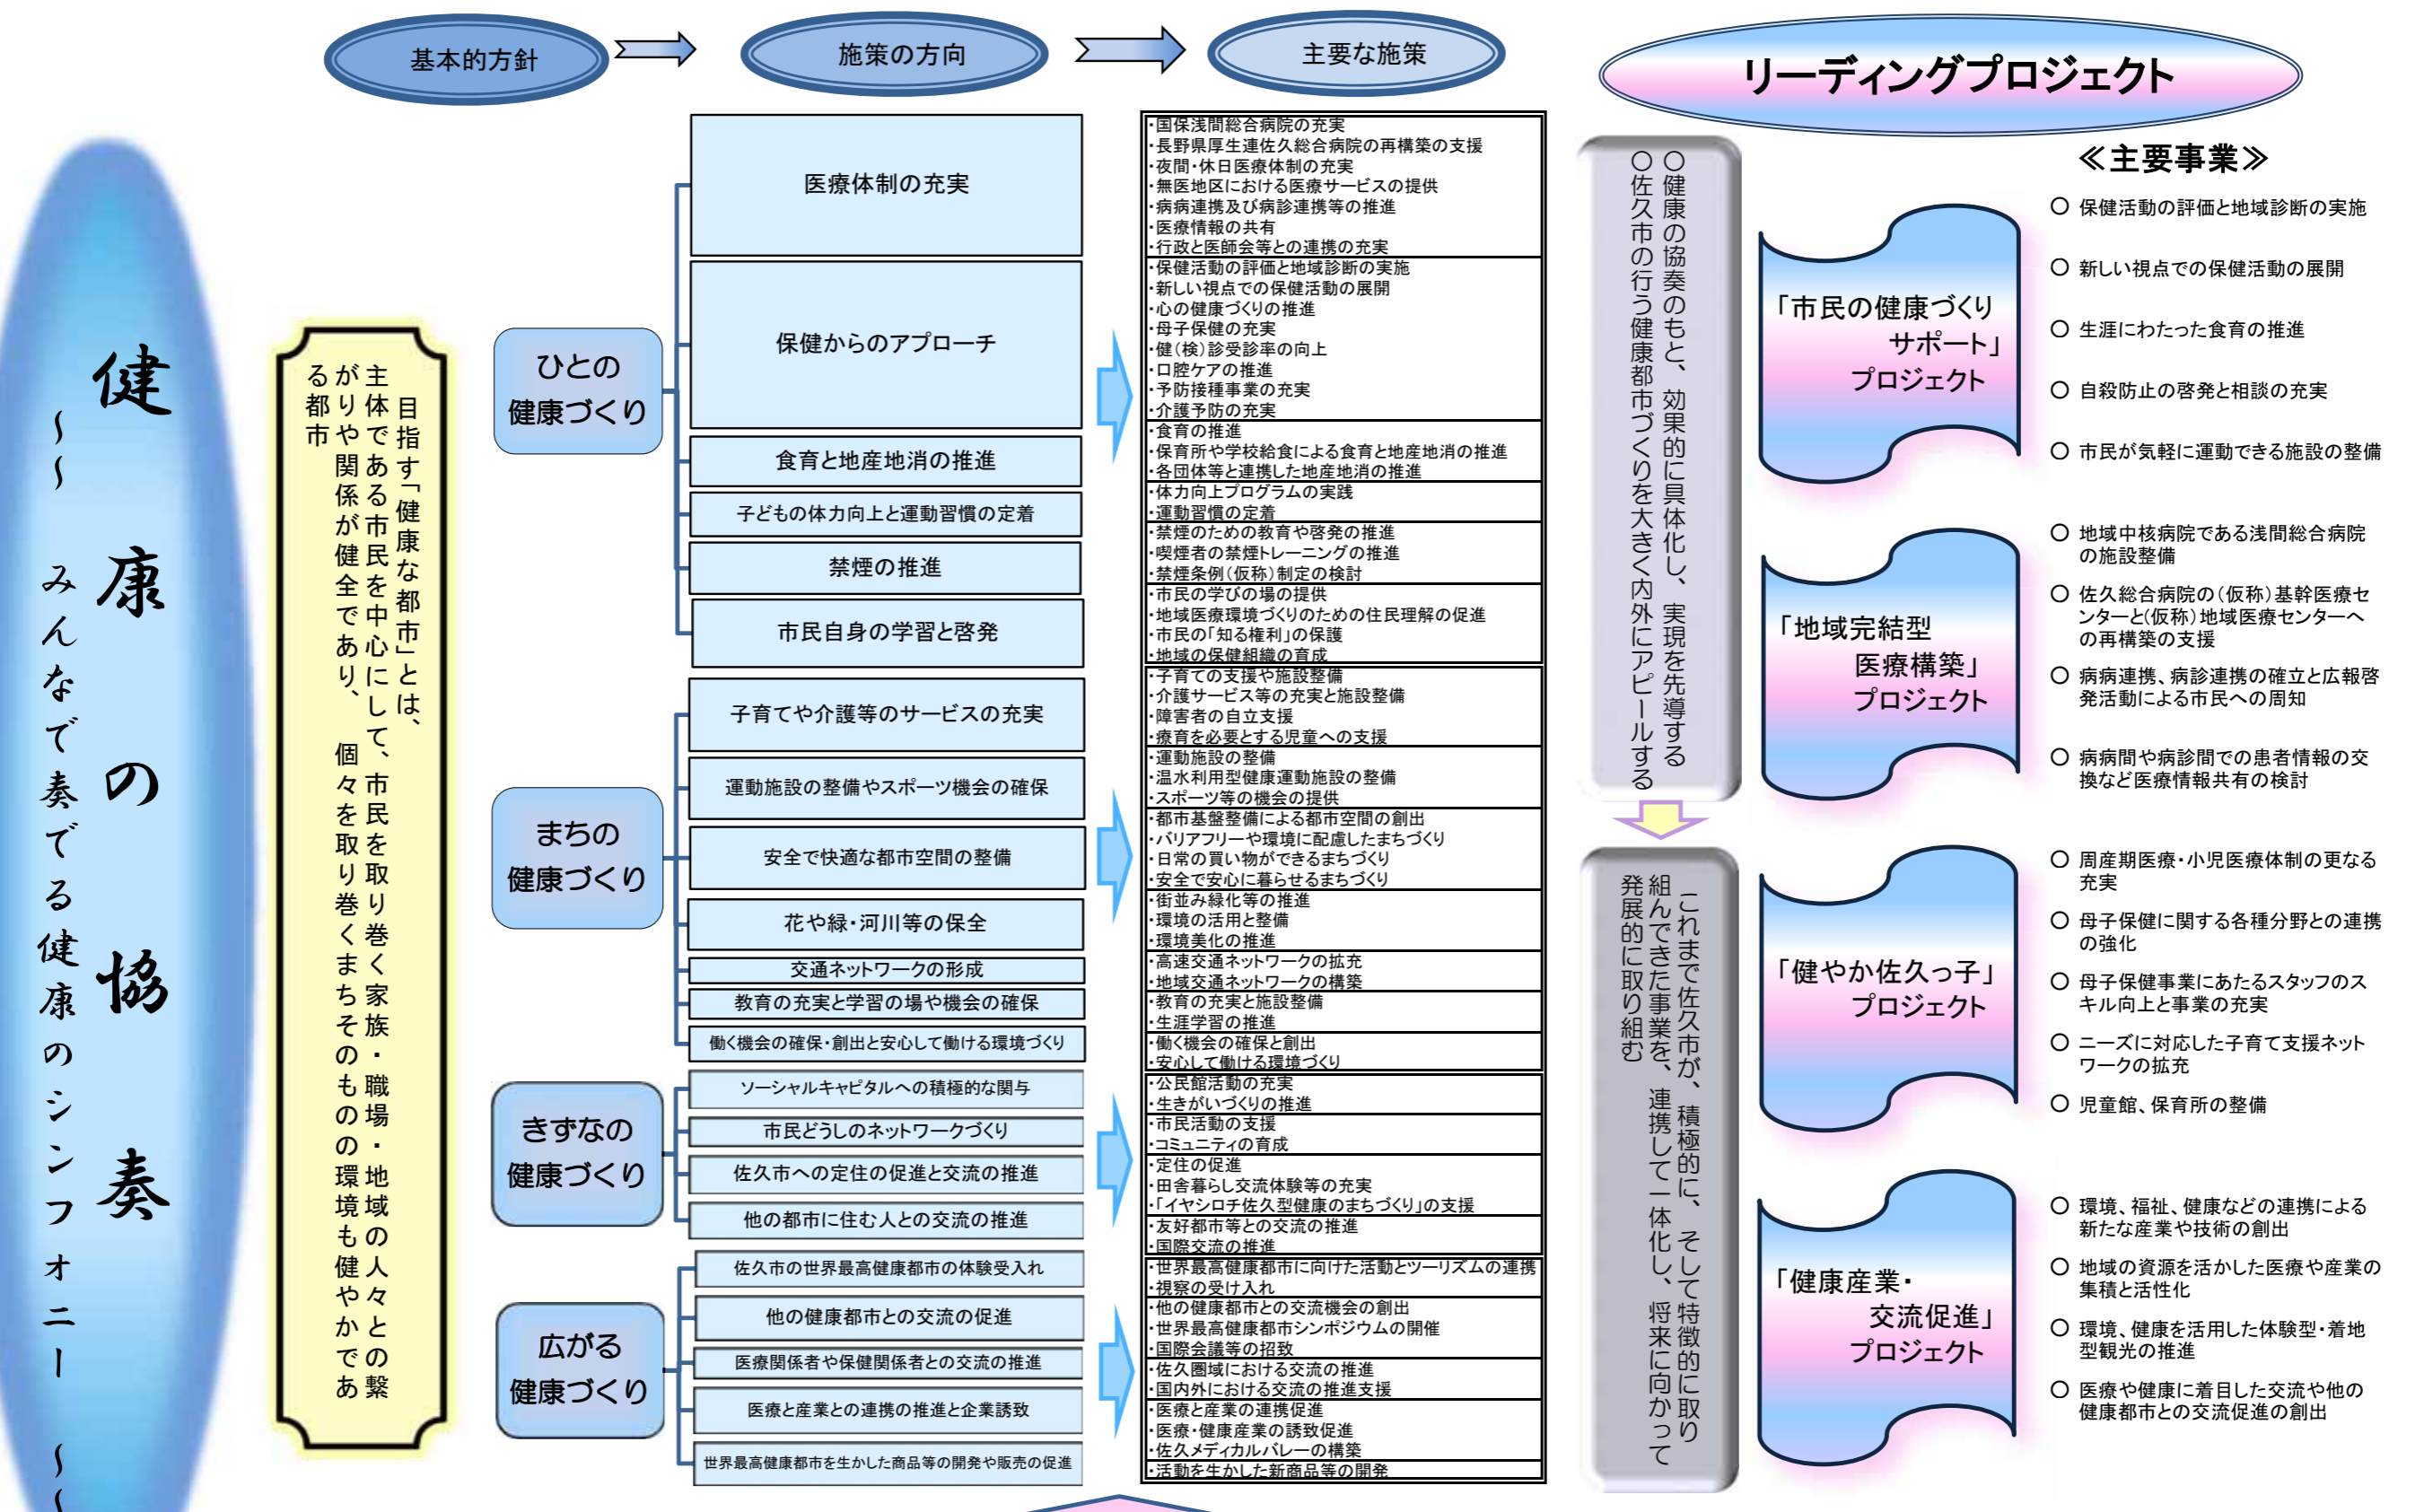 基本的方針
施策の方向
主要な施策
リーディングプロジェクト
健康の協奏
~~ みんなで奏でる健康のシンフォニー ~~
目指す「健康な都市」とは、
主体である市民を中心にして、市民を取り巻く家族・職場・地域の人々との繋
がりや関係が健全であり、 個々を取り巻くまちそのものの環境も健やかであ
る都市
ひとの
健康づくり
医療体制の充実
保健からのアプローチ
食育と地産地消の推進
子どもの体力向上と運動習慣の定着
禁煙の推進
市民自身の学習と啓発
・国保浅間総合病院の充実
・長野県厚生連佐久総合病院の再構築の支援
・夜間・休日医療体制の充実
・無医地区における医療サービスの提供
・病病連携及び病診連携等の推進
・医療情報の共有
・行政と医師会等との連携の充実
・保健活動の評価と地域診断の実施
・新しい視点での保健活動の展開
・心の健康づくりの推進
・母子保健の充実
・健(検)診受診率の向上
・口腔ケアの推進
・予防接種事業の充実
・介護予防の充実
・食育の推進
・保育所や学校給食による食育と地産地消の推進
・各団体等と連携した地産地消の推進
・体力向上プログラムの実践
・運動習慣の定着
・禁煙のための教育や啓発の推進
・喫煙者の禁煙トレーニングの推進
・禁煙条例(仮称)制定の検討
・市民の学びの場の提供
・地域医療環境づくりのための住民理解の促進
・市民の「知る権利」の保護
・地域の保健組織の育成
まちの
健康づくり
子育てや介護等のサービスの充実
運動施設の整備やスポーツ機会の確保
安全で快適な都市空間の整備
花や緑・河川等の保全
交通ネットワークの形成
教育の充実と学習の場や機会の確保
働く機会の確保・創出と安心して働ける環境づくり
・子育ての支援や施設整備
・介護サービス等の充実と施設整備
・障害者の自立支援
・療育を必要とする児童への支援
・運動施設の整備
・温水利用型健康運動施設の整備
・スポーツ等の機会の提供
・都市基盤整備による都市空間の創出
・バリアフリーや環境に配慮したまちづくり
・日常の買い物ができるまちづくり
・安全で安心に暮らせるまちづくり
・街並み緑化等の推進
・環境の活用と整備
・環境美化の推進
・高速交通ネットワークの拡充
・地域交通ネットワークの構築
・教育の充実と施設整備
・生涯学習の推進
・働く機会の確保と創出
・安心して働ける環境づくり
きずなの
健康づくり
ソーシャルキャピタルへの積極的な関与
市民どうしのネットワークづくり
佐久市への定住の促進と交流の推進
他の都市に住む人との交流の推進
・公民館活動の充実
・生きがいづくりの推進
・市民活動の支援
・コミュニティの育成
・定住の促進
・田舎暮らし交流体験等の充実
・「イヤシロチ佐久型健康のまちづくり」の支援
・友好都市等との交流の推進
・国際交流の推進
広がる
健康づくり
佐久市の世界最高健康都市の体験受入れ
他の健康都市との交流の促進
医療関係者や保健関係者との交流の推進
医療と産業との連携の推進と企業誘致
世界最高健康都市を生かした商品等の開発や販売の促進
・世界最高健康都市に向けた活動とツーリズムの連携
・視察の受け入れ
・他の健康都市との交流機会の創出
・世界最高健康都市シンポジウムの開催
・国際会議等の招致
・佐久圏域における交流の推進
・国内外における交流の推進支援
・医療と産業の連携促進
・医療・健康産業の誘致促進
・佐久メディカルバレーの構築
・活動を生かした新商品等の開発
○健康の協奏のもと、効果的に具体化し、実現を先導する
○佐久市の行う健康都市づくりを大きく内外にアピールする
これまで佐久市が、積極的に、そして特徴的に取り
組んできた事業を、連携して一体化し、将来に向かって
発展的に取り組む
≪主要事業≫
「市民の健康づくり
サポート」
プロジェクト
○ 保健活動の評価と地域診断の実施
○ 新しい視点での保健活動の展開
○ 生涯にわたった食育の推進
○ 自殺防止の啓発と相談の充実
○ 市民が気軽に運動できる施設の整備
「地域完結型
医療構築」
プロジェクト
○ 地域中核病院である浅間総合病院
の施設整備
○ 佐久総合病院の(仮称)基幹医療セ
ンターと(仮称)地域医療センターへ
の再構築の支援
○ 病病連携、病診連携の確立と広報啓
発活動による市民への周知
○ 病病間や病診間での患者情報の交
換など医療情報共有の検討
「健やか佐久っ子」
プロジェクト
○ 周産期医療・小児医療体制の更なる
充実
○ 母子保健に関する各種分野との連携
の強化
○ 母子保健事業にあたるスタッフのス
キル向上と事業の充実
○ ニーズに対応した子育て支援ネット
ワークの拡充
○ 児童館、保育所の整備
「健康産業・
交流促進」
プロジェクト
○ 環境、福祉、健康などの連携による
新たな産業や技術の創出
○ 地域の資源を活かした医療や産業の
集積と活性化
○ 環境、健康を活用した体験型・着地
型観光の推進
○ 医療や健康に着目した交流や他の
健康都市との交流促進の創出